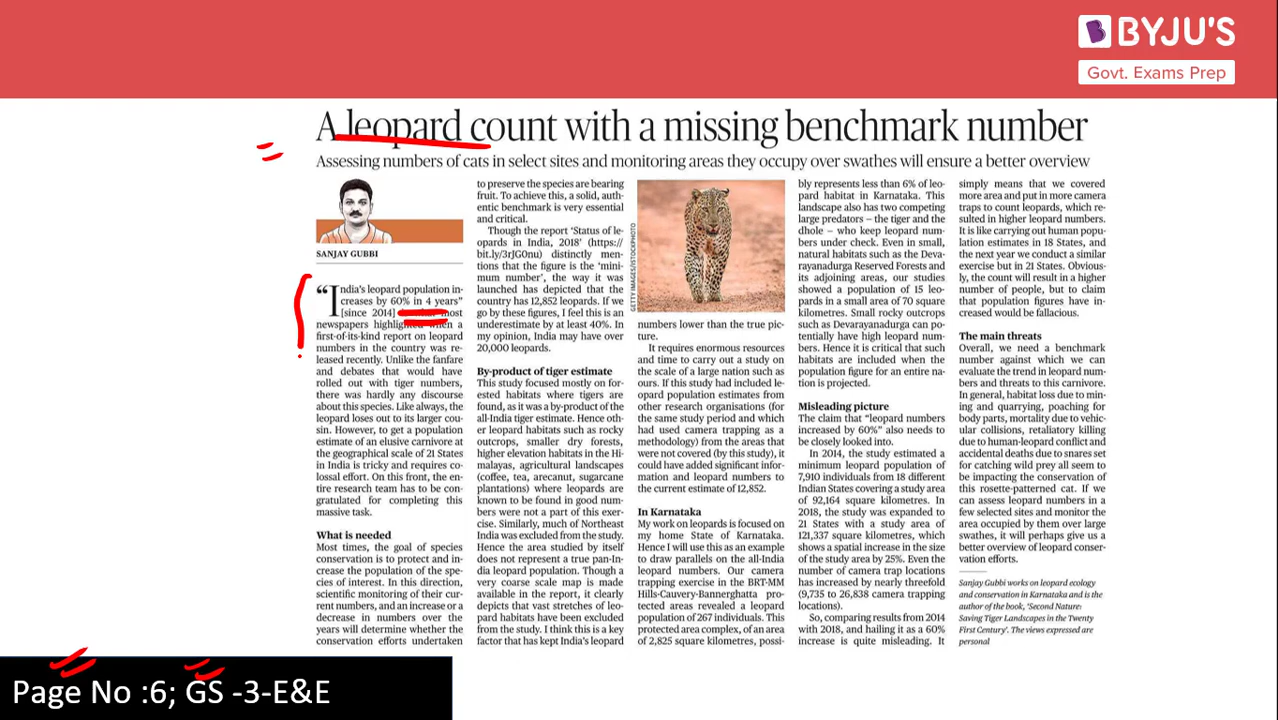 BYJU'S
Govt. Exams Prep
A leopard count with a missing benchmark number
Assessing numbers of cats in select sites and monitoring areas they occupy over swathes will ensure a better overview
SANJAY GUBBI
“India's leopard population in-
creases by 60% in 4 years”
[since 2014] most
newspapers highlighted when a
first-of-its-kind report on leopard
numbers in the country was re-
leased recently. Unlike the fanfare
and debates that would have
rolled out with tiger numbers,
there was hardly any discourse
about this species. Like always, the
leopard loses out to its larger cou-
sin. However, to get a population
estimate of an elusive carnivore at
the geographical scale of 21 States
in India is tricky and requires co-
lossal effort. On this front, the en-
tire research team has to be con-
gratulated for completing this
massive task.
What is needed
Most times, the goal of species
conservation is to protect and in-
crease the population of the spe-
cies of interest. In this direction,
scientific monitoring of their cur-
rent numbers, and an increase or a
decrease in numbers over the
years will determine whether the
conservation efforts undertaken
to preserve the species are bearing
fruit. To achieve this, a solid, auth-
entic benchmark is very essential
and critical.
Though the report 'Status of le-
opards in India, 2018' (https://
bit.ly/3rJG0nu) distinctly men-
tions that the figure is the 'mini-
mum number', the way it was
launched has depicted that the
country has 12,852 leopards. If we
go by these figures, I feel this is an
underestimate by at least 40%. In
my opinion, India may have over
20,000 leopards.
By-product of tiger estimate
This study focused mostly on for-
ested habitats where tigers are
found, as it was a by-product of the
all-India tiger estimate. Hence oth-
er leopard habitats such as rocky
outcrops, smaller dry forests,
higher elevation habitats in the Hi-
malayas, agricultural landscapes
(coffee, tea, arecanut, sugarcane
plantations) where leopards are
known to be found in good num-
bers were not a part of this exer-
cise. Similarly, much of Northeast
India was excluded from the study.
Hence the area studied by itself
does not represent a true pan-In-
dia leopard population. Though a
very coarse scale map is made
available in the report, it clearly
depicts that vast stretches of leo-
pard habitats have been excluded
from the study. I think this is a key
factor that has kept India's leopard
GETTY IMAGES/ISTOCKPHOTO
numbers lower than the true pic-
ture.
It requires enormous resources
and time to carry out a study on
the scale of a large nation such as
ours. If this study had included le-
opard population estimates from
other research organisations (for
the same study period and which
had used camera trapping as a
methodology) from the areas that
were not covered (by this study), it
could have added significant infor-
mation and leopard numbers to
the current estimate of 12,852.
In Karnataka
My work on leopards is focused on
my home State of Karnataka.
Hence I will use this as an example
to draw parallels on the all-India
leopard numbers. Our camera
trapping exercise in the BRT-MM
Hills-Cauvery-Bannerghatta pro-
tected areas revealed a leopard
population of 267 individuals. This
protected area complex, of an area
of 2,825 square kilometres, possi-
bly represents less than 6% of leo-
pard habitat in Karnataka. This
landscape also has two competing
large predators – the tiger and the
dhole – who keep leopard num-
bers under check. Even in small,
natural habitats such as the Deva-
rayanadurga Reserved Forests and
its adjoining areas, our studies
showed a population of 15 leo-
pards in a small area of 70 square
kilometres. Small rocky outcrops
such as Devarayanadurga can po-
tentially have high leopard num-
bers. Hence it is critical that such
habitats are included when the
population figure for an entire na-
tion is projected.
Misleading picture
The claim that “leopard numbers
increased by 60%” also needs to
be closely looked into.
In 2014, the study estimated a
minimum leopard population of
7,910 individuals from 18 different
Indian States covering a study area
of 92,164 square kilometres. In
2018, the study was expanded to
21 States with a study area of
121,337 square kilometres, which
shows a spatial increase in the size
of the study area by 25%. Even the
number of camera trap locations
has increased by nearly threefold
(9,735 to 26,838 camera trapping
locations).
So, comparing results from 2014
with 2018, and hailing it as a 60%
increase is quite misleading. It
simply means that we covered
more area and put in more camera
traps to count leopards, which re-
sulted in higher leopard numbers.
It is like carrying out human popu-
lation estimates in 18 States, and
the next year we conduct a similar
exercise but in 21 States. Obvious-
ly, the count will result in a higher
number of people, but to claim
that population figures have in-
creased would be fallacious.
The main threats
Overall, we need a benchmark
number against which we can
evaluate the trend in leopard num-
bers and threats to this carnivore.
In general, habitat loss due to min-
ing and quarrying, poaching for
body parts, mortality due to vehic-
ular collisions, retaliatory killing
due to human-leopard conflict and
accidental deaths due to snares set
for catching wild prey all seem to
be impacting the conservation of
this rosette-patterned cat. If we
can assess leopard numbers in a
few selected sites and monitor the
area occupied by them over large
swathes, it will perhaps give us a
better overview of leopard conser-
vation efforts.
Sanjay Gubbi works on leopard ecology
and conservation in Karnataka and is the
author of the book, 'Second Nature:
Saving Tiger Landscapes in the Twenty
First Century'. The views expressed are
personal
Page No :6; GS -3-E&E